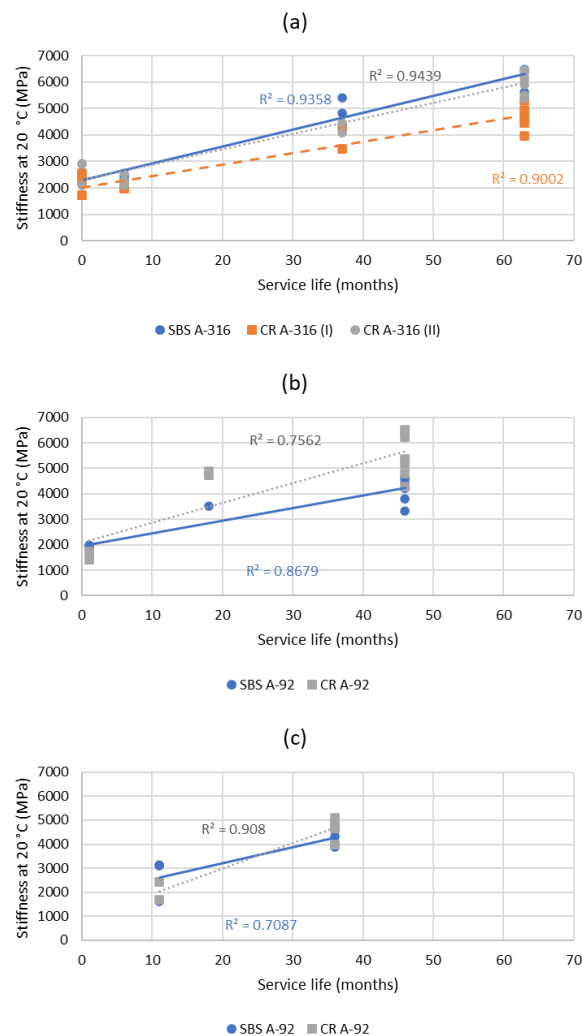 (a)
7000
6000
5000
4000
3000
2000
1000
0
Stiffness at 20 °C (MPa)
R² = 0.9439
R² = 0.9358
R² = 0.9002
0 10 20 30 40 50 60 70
Service life (months)
SBS A-316 CR A-316 (I) CR A-316 (II)
(b)
7000
6000
5000
4000
3000
2000
1000
0
Stiffness at 20 °C (MPa)
R² = 0.7562
R² = 0.8679
0 10 20 30 40 50 60 70
Service life (months)
SBS A-92 CR A-92
(c)
7000
6000
5000
4000
3000
2000
1000
0
Stiffness at 20 °C (MPa)
R² = 0.908
R² = 0.7087
0 10 20 30 40 50 60 70
Service life (months)
SBS A-92 CR A-92